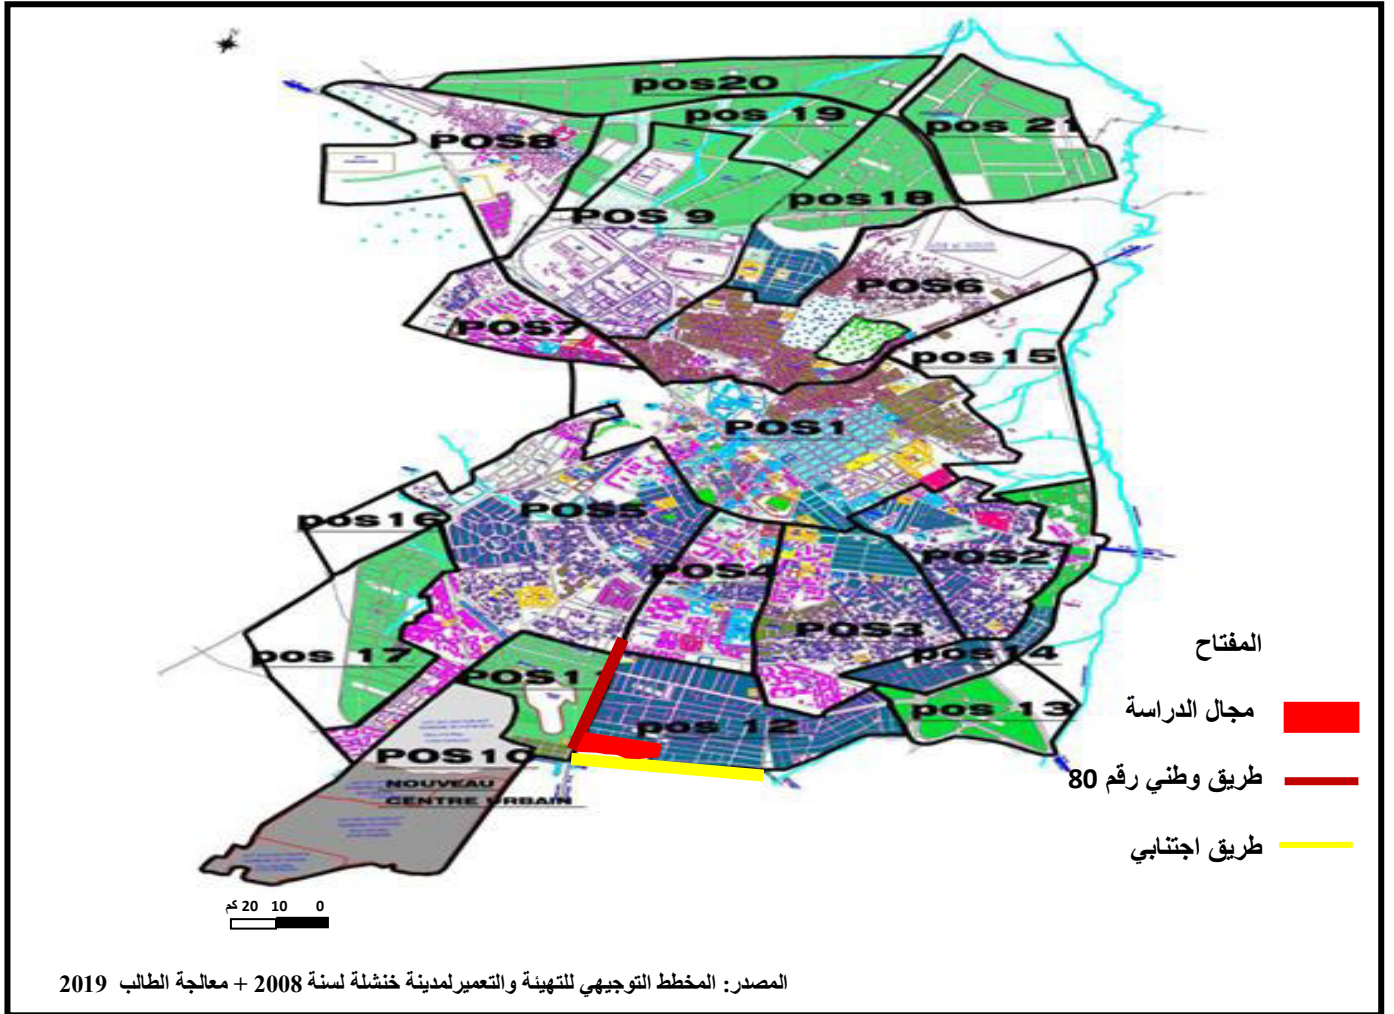 pos20
pos 19
pos 21
POS8
pos18
POS 9
POS6
POS7
pos15
POS1
pos16
POS5
POS2
POS4
POS3
pos14
pos 17
POS11
pos 13
pos 12
POS10
NOUVEAU
CENTRE URBAIN
المفتاح
مجال الدراسة
طريق وطني رقم 80
طريق اجتنابي
0 10 20 كم
المصدر: المخطط التوجيهي للتهيئة والتعميرلمدينة خنشلة لسنة 2008 + معالجة الطالب 2019